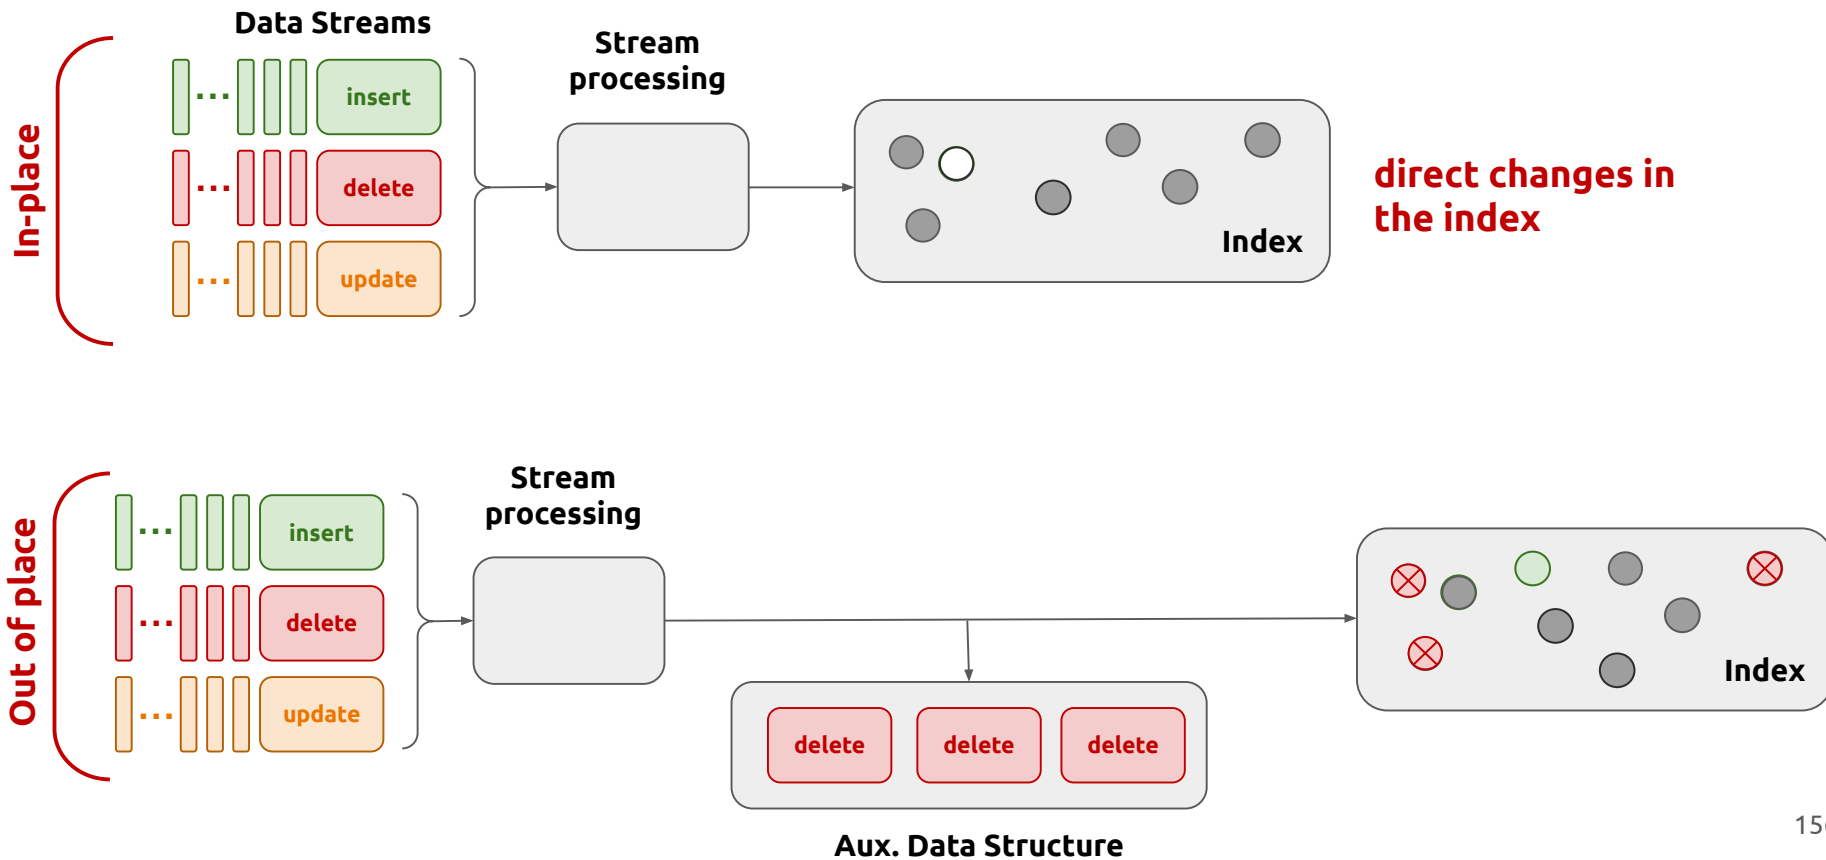 Data Streams
Stream
processing
In-place
insert
delete
update
Index
direct changes in
the index
Stream
processing
Out of place
insert
delete
update
Index
delete
delete
delete
Aux. Data Structure